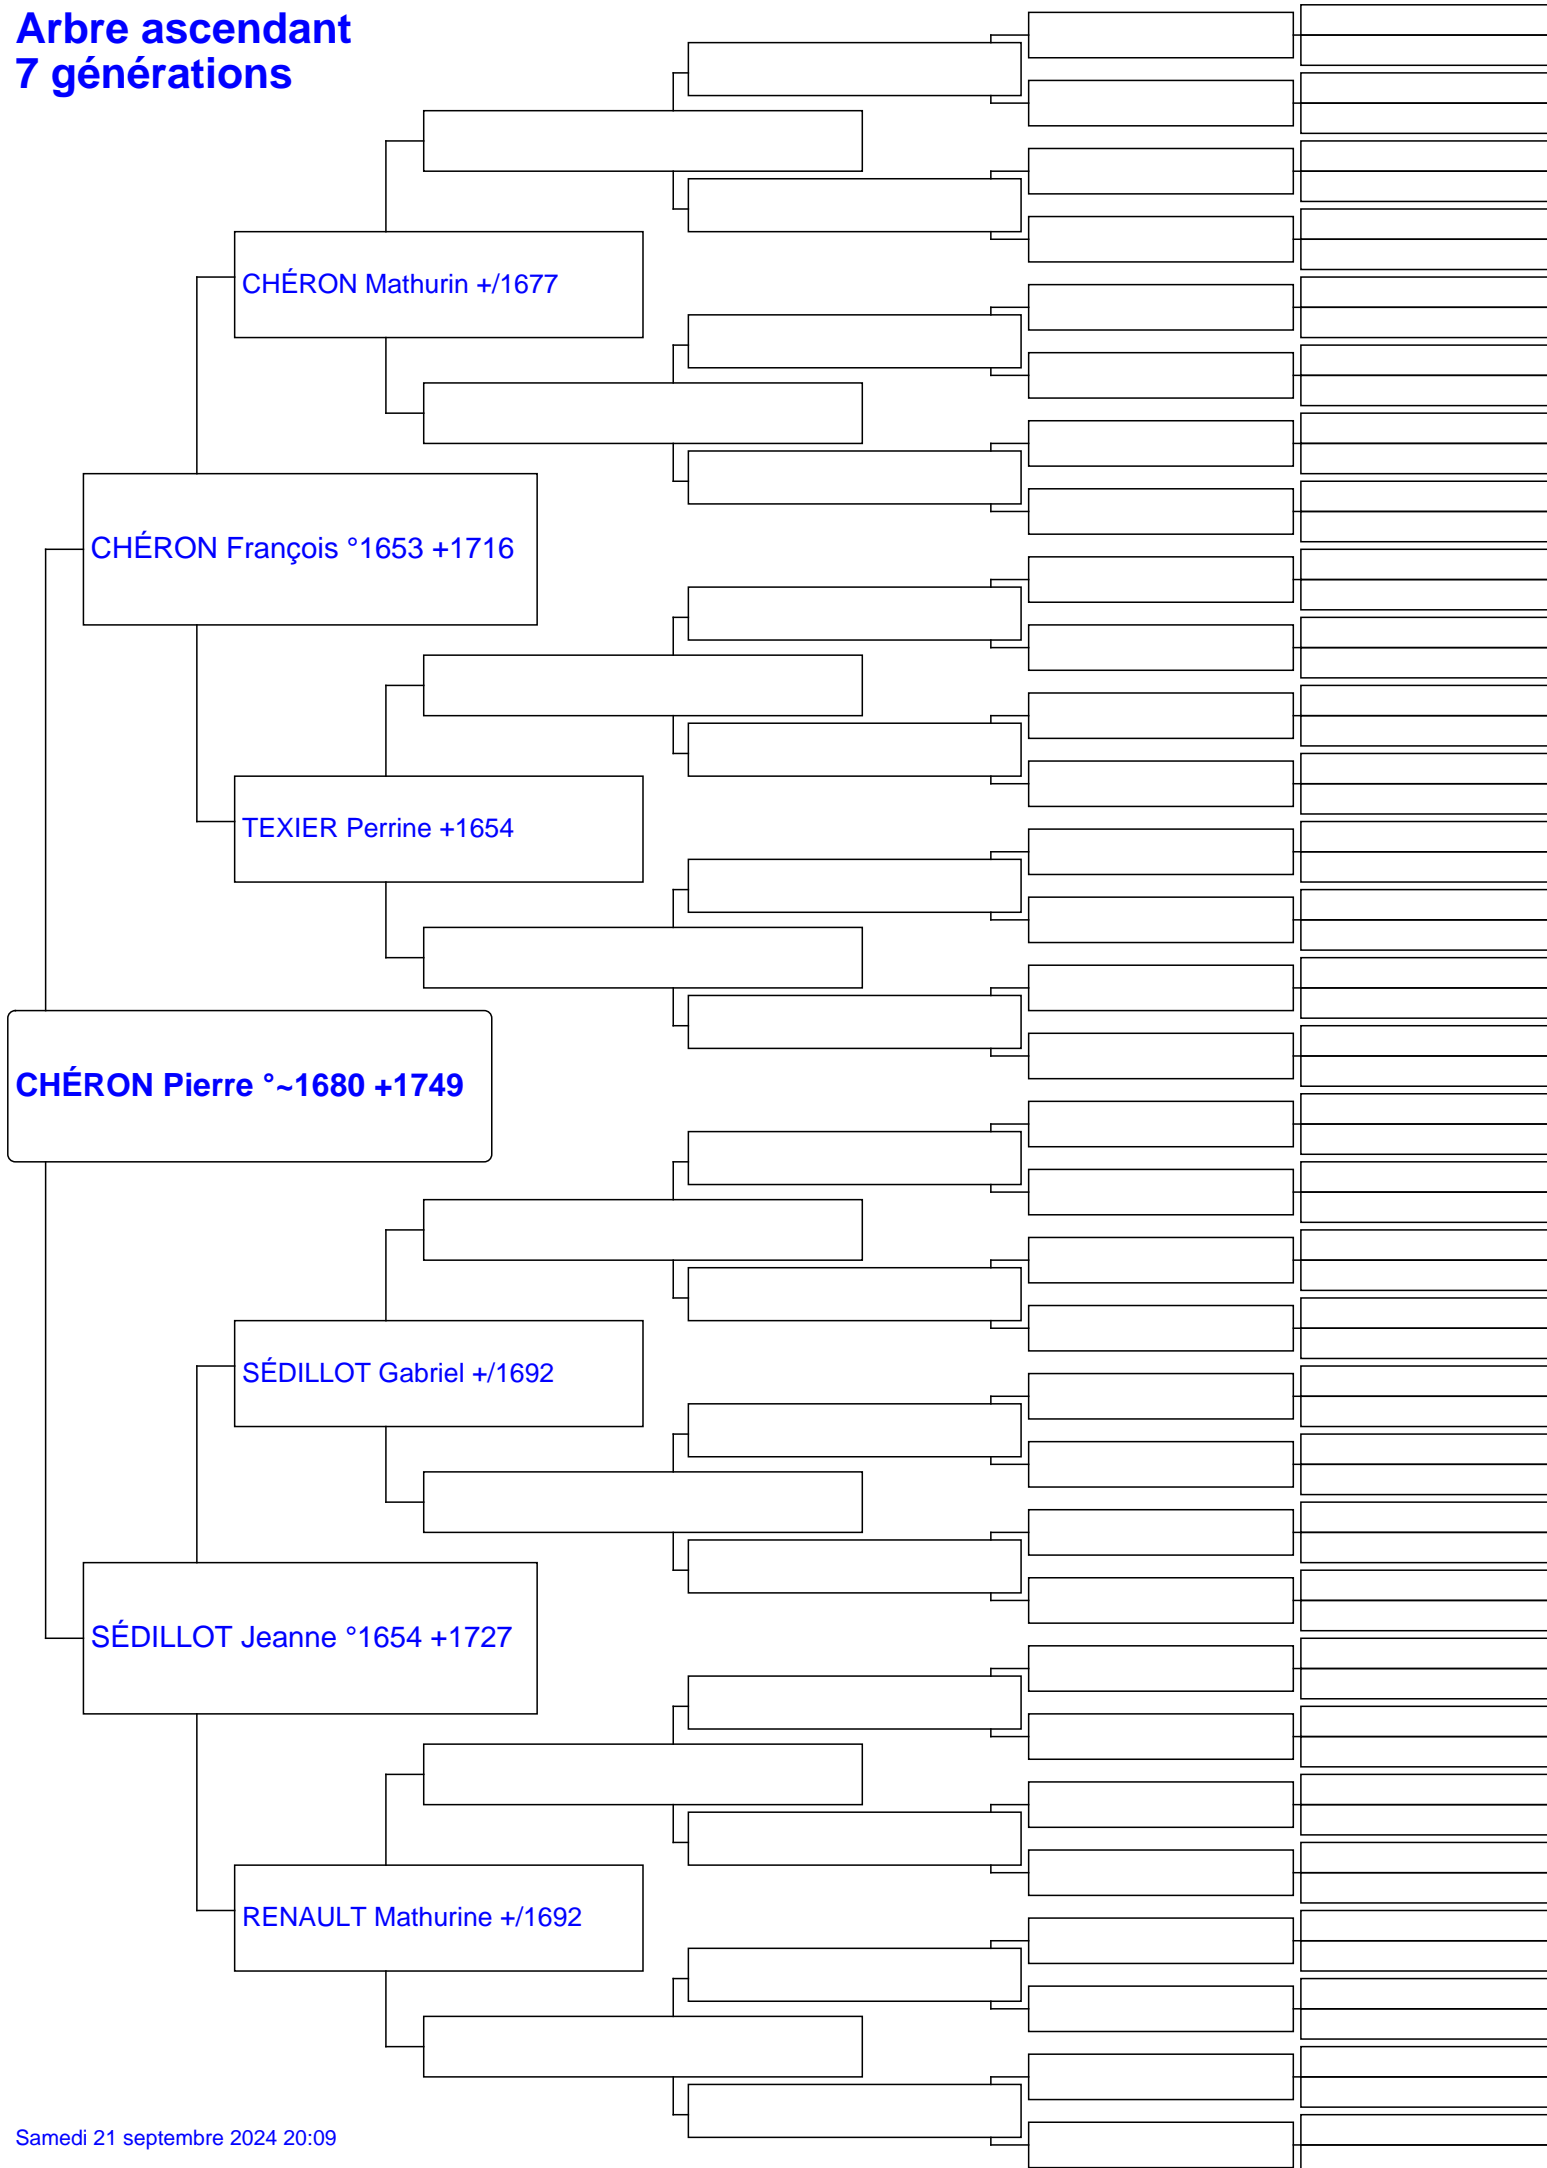 Arbre ascendant
7 générations
CHÉRON Mathurin +/1677
CHÉRON François °1653 +1716
TEXIER Perrine +1654
CHÉRON Pierre °~1680 +1749
SÉDILLOT Gabriel +/1692
SÉDILLOT Jeanne °1654 +1727
RENAULT Mathurine +/1692
Samedi 21 septembre 2024 20:09